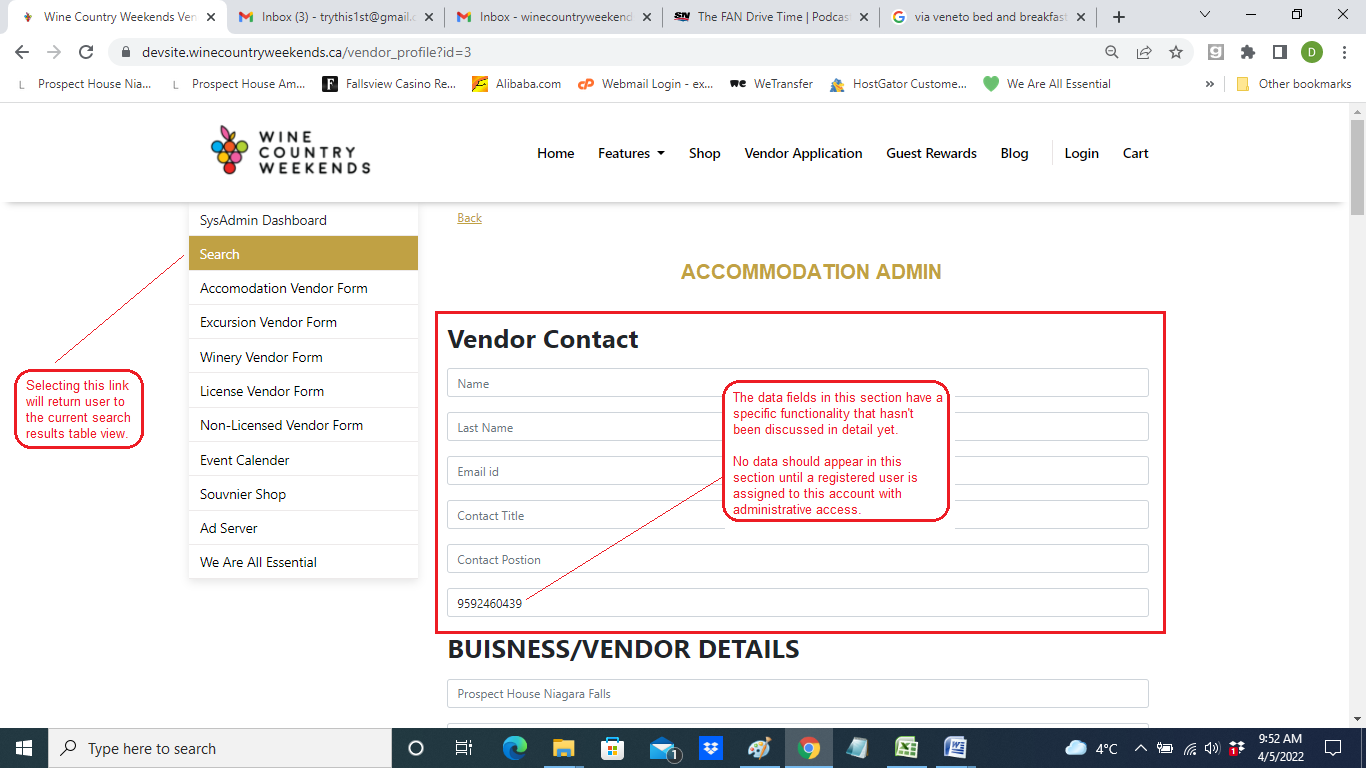 Wine Country Weekends Ven
Inbox (3) - trythis1st@gmail.c
Inbox - winecountryweekend
SN The FAN Drive Time | Podcas
via veneto bed and breakfast
devsite.winecountryweekends.ca/vendor_profile?id=3
D
L Prospect House Nia...
L Prospect House Am...
Fallsview Casino Re...
Alibaba.com
cP Webmail Login - ex...
we WeTransfer
HostGator Custome...
We Are All Essential
»
Other bookmarks
WINE
COUNTRY
WEEKENDS
Home
Features
Shop
Vendor Application
Guest Rewards
Blog
Login
Cart
SysAdmin Dashboard
Search
Accomodation Vendor Form
Excursion Vendor Form
Winery Vendor Form
License Vendor Form
Non-Licensed Vendor Form
Event Calender
Souvnier Shop
Ad Server
We Are All Essential
Selecting this link
will return user to
the current search
results table view.
Back
ACCOMMODATION ADMIN
Vendor Contact
Name
Last Name
Email id
Contact Title
Contact Postion
9592460439
The data fields in this section have a
specific functionality that hasn't
been discussed in detail yet.
No data should appear in this
section until a registered user is
assigned to this account with
administrative access.
BUISNESS/VENDOR DETAILS
Prospect House Niagara Falls
Type here to search
1
4°C
1
9:52 AM
4/5/2022